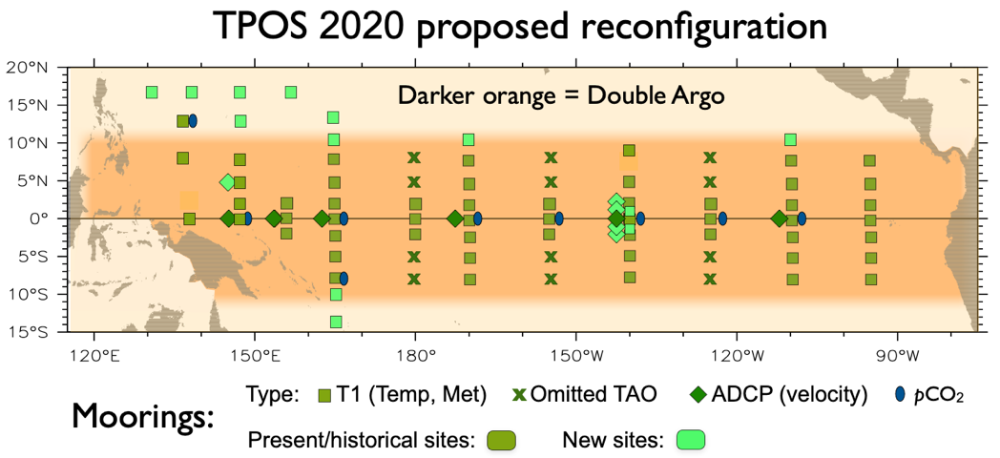 TPOS 2020 proposed reconfiguration
20°N
15°N
10°N
5°N
0°
5°S
10°S
15°S
Darker orange = Double Argo
120°E 150°E 180° 150°W 120°W 90°W
Moorings:
Type: T1 (Temp, Met) Omitted TAO ADCP (velocity) pCO₂
Present/historical sites: New sites: